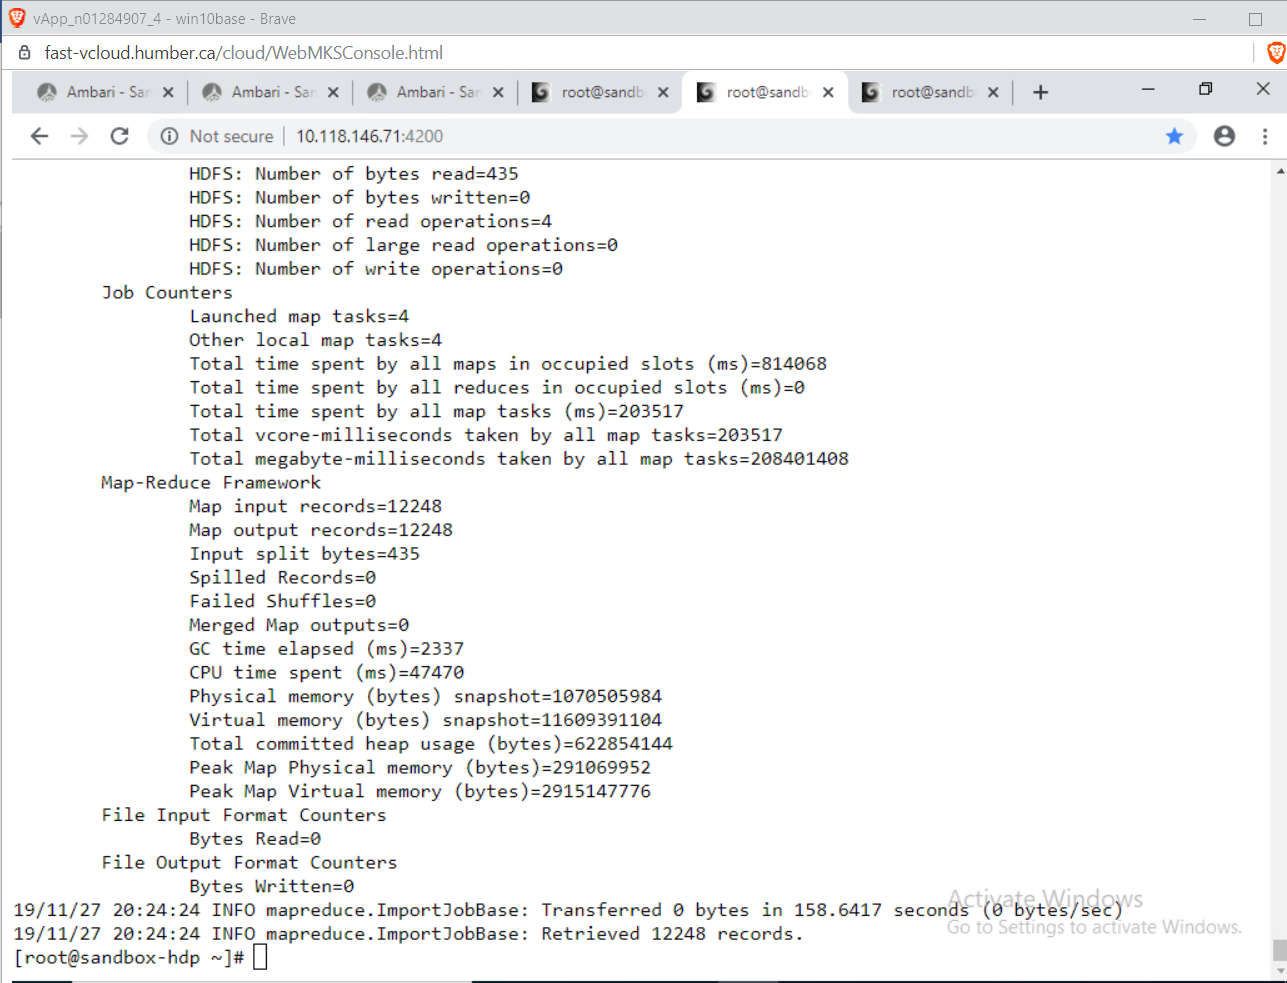 vApp_n01284907_4 - win10base - Brave
fast-vcloud.humber.ca/cloud/WebMKSConsole.html
Ambari - San Ambari - San Ambari - San root@sandb root@sandb root@sandb
Not secure 10.118.146.71:4200
HDFS: Number of bytes read=435
HDFS: Number of bytes written=0
HDFS: Number of read operations=4
HDFS: Number of large read operations=0
HDFS: Number of write operations=0
Job Counters
Launched map tasks=4
Other local map tasks=4
Total time spent by all maps in occupied slots (ms)=814068
Total time spent by all reduces in occupied slots (ms)=0
Total time spent by all map tasks (ms)=203517
Total vcore-milliseconds taken by all map tasks=203517
Total megabyte-milliseconds taken by all map tasks=208401408
Map-Reduce Framework
Map input records=12248
Map output records=12248
Input split bytes=435
Spilled Records=0
Failed Shuffles=0
Merged Map outputs=0
GC time elapsed (ms)=2337
CPU time spent (ms)=47470
Physical memory (bytes) snapshot=1070505984
Virtual memory (bytes) snapshot=11609391104
Total committed heap usage (bytes)=622854144
Peak Map Physical memory (bytes)=291069952
Peak Map Virtual memory (bytes)=2915147776
File Input Format Counters
Bytes Read=0
File Output Format Counters
Bytes Written=0
19/11/27 20:24:24 INFO mapreduce.ImportJobBase: Transferred 0 bytes in 158.6417 seconds (0 bytes/sec)
19/11/27 20:24:24 INFO mapreduce.ImportJobBase: Retrieved 12248 records.
[root@sandbox-hdp ~]#
Activate Windows
Go to Settings to activate Windows.